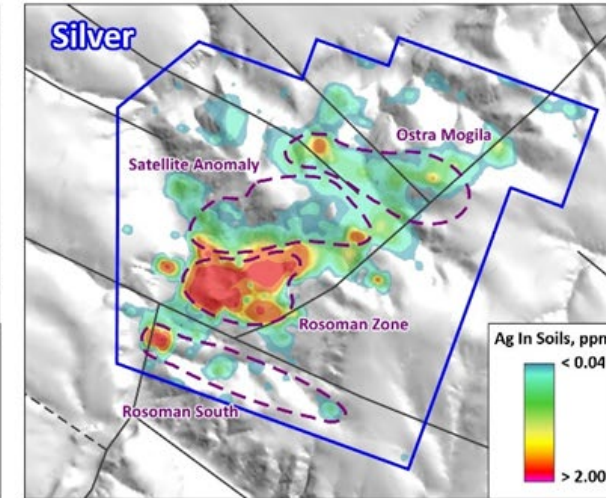 Silver
Ostra Mogila
Satellite Anomaly
Rosoman Zone
Ag In Soils, ppm
< 0.04
Rosoman South
> 2.00